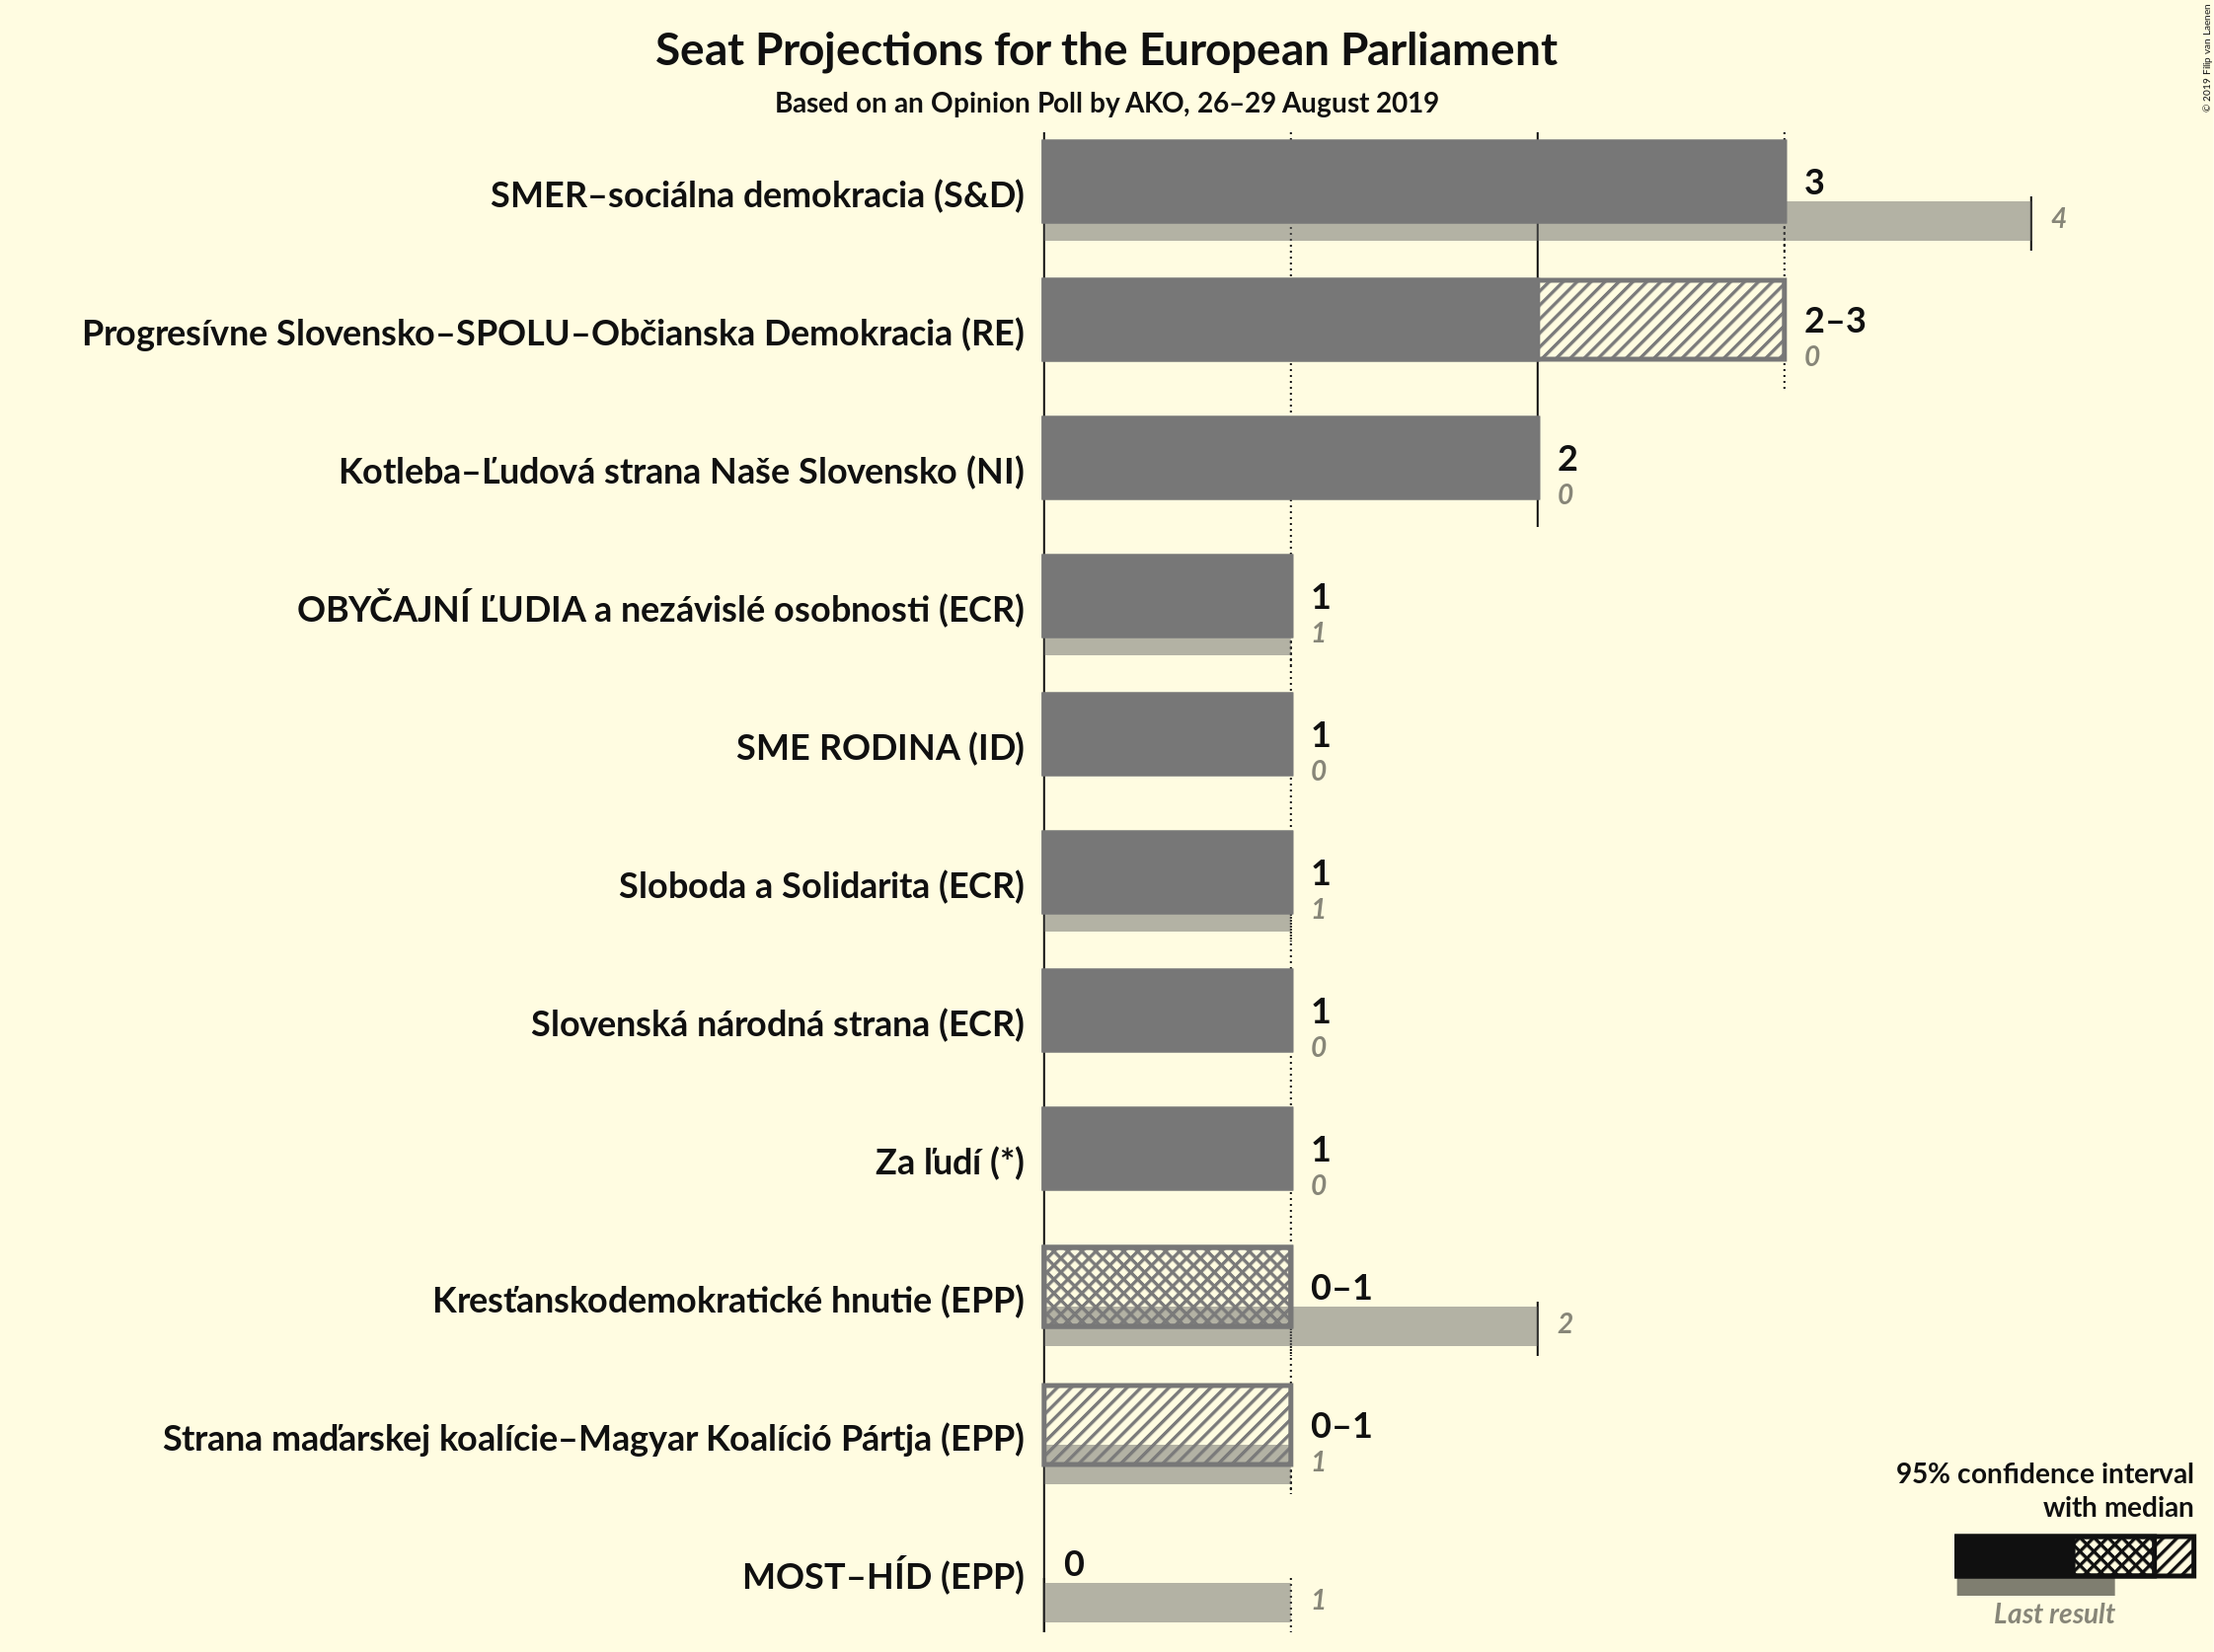 Seat Projections for the European Parliament
Based on an Opinion Poll by AKO, 26–29 August 2019
© 2019 Filip van Laenen
SMER–sociálna demokracia (S&D)
3
4
Progresívne Slovensko–SPOLU–Občianska Demokracia (RE)
2–3
0
Kotleba–Ľudová strana Naše Slovensko (NI)
2
0
OBYČAJNÍ ĽUDIA a nezávislé osobnosti (ECR)
1
1
SME RODINA (ID)
1
0
Sloboda a Solidarita (ECR)
1
1
Slovenská národná strana (ECR)
1
0
Za ľudí (*)
1
0
Kresťanskodemokratické hnutie (EPP)
0–1
2
Strana maďarskej koalície–Magyar Koalíció Pártja (EPP)
0–1
1
MOST–HÍD (EPP)
0
1
95% confidence interval
with median
Last result